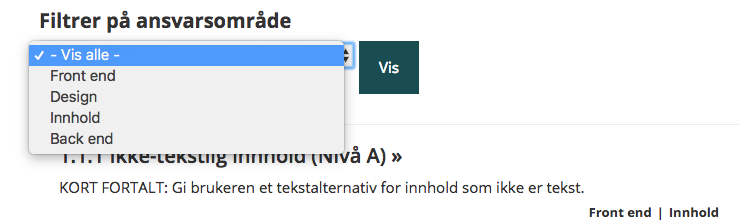 Filtrer på ansvarsområde
✓ - Vis alle -
Front end
Design
Innhold
Back end
Vis
1.1.1 Ikke-tekstlig innhold (Nivå A) »
KORT FORTALT: Gi brukeren et tekstalternativ for innhold som ikke er tekst.
Front end | Innhold